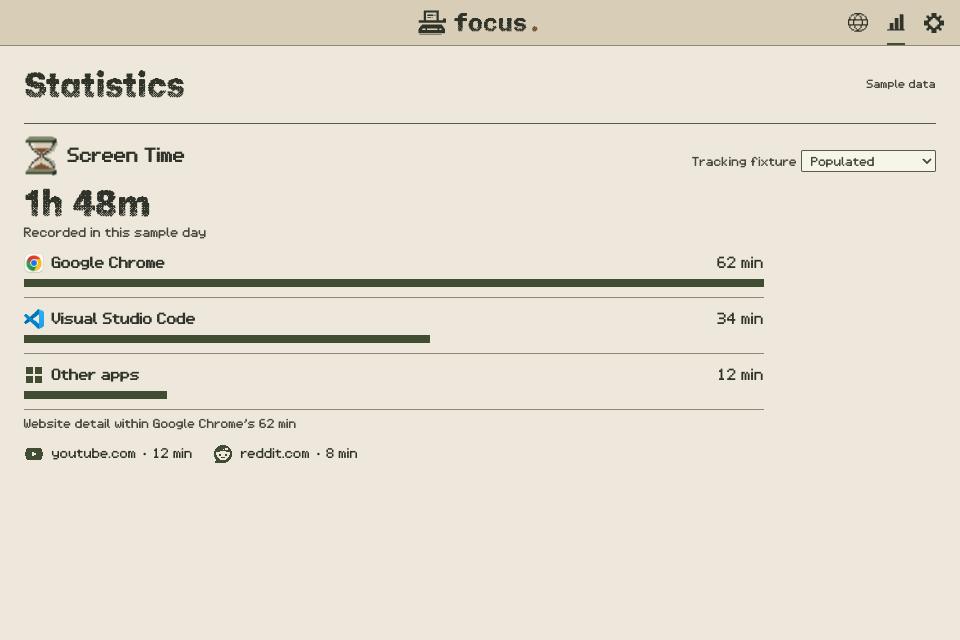 focus.
Statistics
Sample data
Screen Time
Tracking fixture Populated
1h 48m
Recorded in this sample day
Google Chrome 62 min
Visual Studio Code 34 min
Other apps 12 min
Website detail within Google Chrome's 62 min
youtube.com · 12 min reddit.com · 8 min